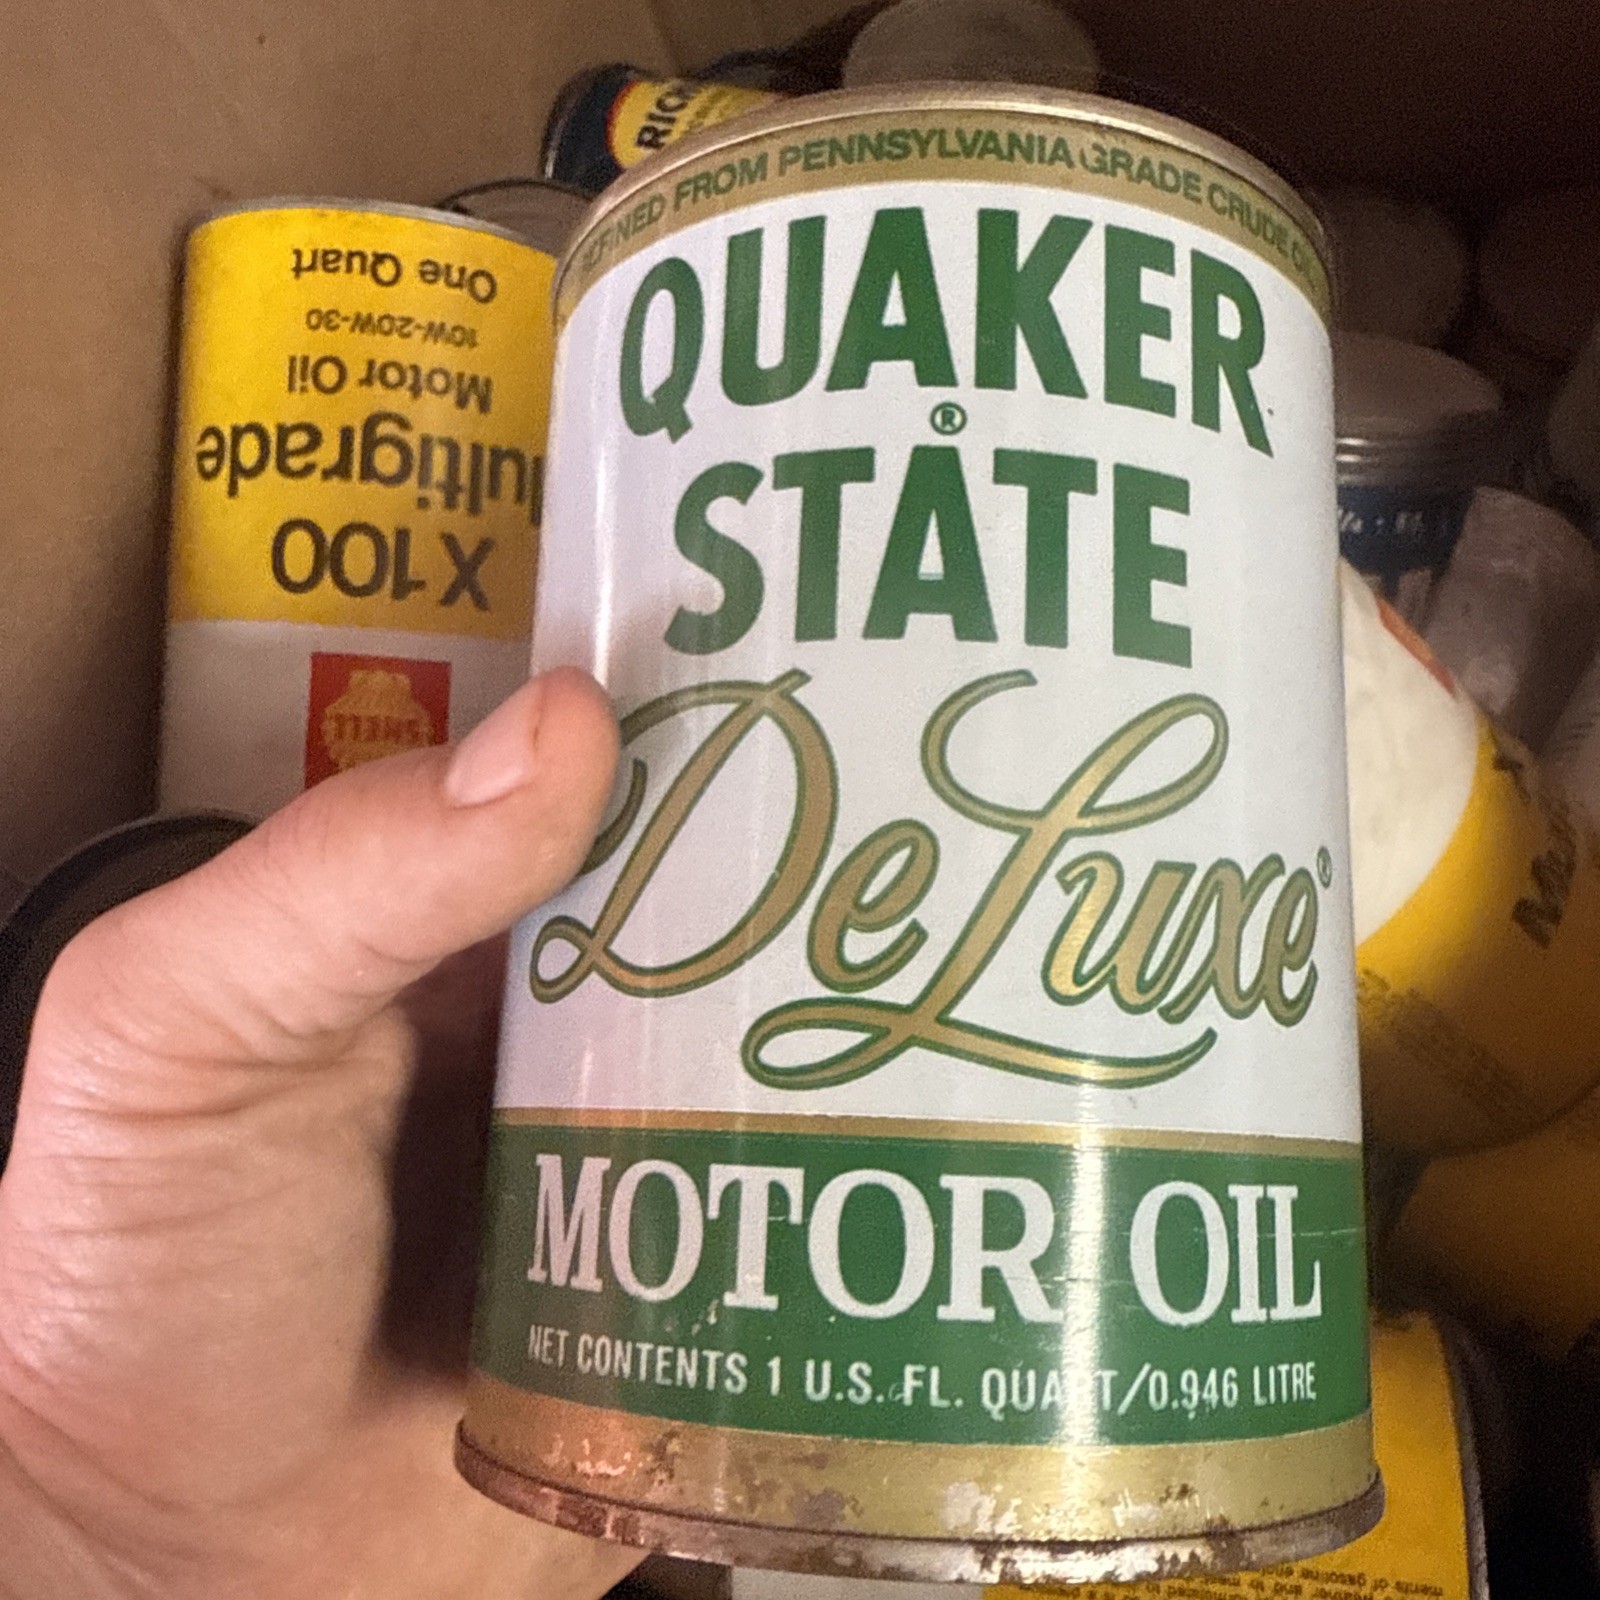 REFINED FROM PENNSYLVANIA GRADE CRUDE
QUAKER
®
STATE
DeLuxe®
MOTOR OIL
NET CONTENTS 1 U.S. FL. QUART/0.946 LITRE
One Quart
10W-20W-30
Motor Oil
Multigrade
X100
SHELL